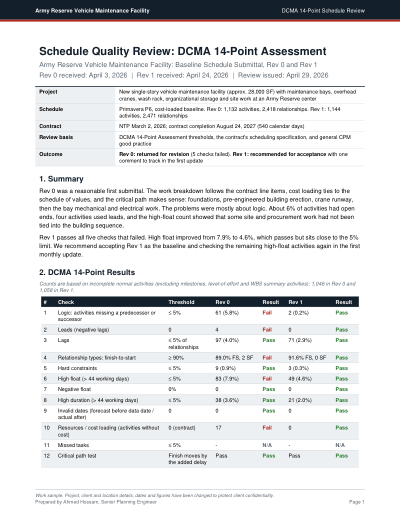 Army Reserve Vehicle Maintenance Facility
DCMA 14-Point Schedule Review
Schedule Quality Review: DCMA 14-Point Assessment
Army Reserve Vehicle Maintenance Facility: Baseline Schedule Submittal, Rev 0 and Rev 1
Rev 0 received: April 3, 2026 | Rev 1 received: April 24, 2026 | Review issued: April 29, 2026
Project New single-story vehicle maintenance facility (approx. 28,000 SF) with maintenance bays, overhead
cranes, wash rack, organizational storage and site work at an Army Reserve center
Schedule Primavera P6, cost-loaded baseline. Rev 0: 1,132 activities, 2,418 relationships. Rev 1: 1,144
activities, 2,471 relationships
Contract NTP March 2, 2026; contract completion August 24, 2027 (540 calendar days)
Review basis DCMA 14-Point Assessment thresholds, the contract's scheduling specification, and general CPM
good practice
Outcome Rev 0: returned for revision (5 checks failed). Rev 1: recommended for acceptance with one
comment to track in the first update
1. Summary
Rev 0 was a reasonable first submittal. The work breakdown follows the contract line items, cost loading ties to the
schedule of values, and the critical path makes sense: foundations, pre-engineered building erection, crane runway,
then the bay mechanical and electrical work. The problems were mostly about logic. About 6% of activities had open
ends, four activities used leads, and the high-float count showed that some site and procurement work had not been
tied into the building sequence.
Rev 1 passes all five checks that failed. High float improved from 7.9% to 4.6%, which passes but sits close to the 5%
limit. We recommend accepting Rev 1 as the baseline and checking the remaining high-float activities again in the first
monthly update.
2. DCMA 14-Point Results
Counts are based on incomplete normal activities (excluding milestones, level of effort and WBS summary activities): 1,046 in Rev 0 and
1,058 in Rev 1.
# Check Threshold Rev 0 Result Rev 1 Result
1 Logic: activities missing a predecessor or
successor ≤ 5% 61 (5.8%) Fail 2 (0.2%) Pass
2 Leads (negative lags) 0 4 Fail 0 Pass
3 Lags ≤ 5% of
relationships 97 (4.0%) Pass 71 (2.9%) Pass
4 Relationship types: finish-to-start ≥ 90% 89.0% FS, 2 SF Fail 91.6% FS, 0 SF Pass
5 Hard constraints ≤ 5% 9 (0.9%) Pass 3 (0.3%) Pass
6 High float (> 44 working days) ≤ 5% 83 (7.9%) Fail 49 (4.6%) Pass
7 Negative float 0% 0 Pass 0 Pass
8 High duration (> 44 working days) ≤ 5% 38 (3.6%) Pass 21 (2.0%) Pass
9 Invalid dates (forecast before data date /
actual after) 0 0 Pass 0 Pass
10 Resources / cost loading (activities without
cost) 0 (contract) 17 Fail 0 Pass
11 Missed tasks ≤ 5% - N/A - N/A
12 Critical path test Finish moves by
the added delay Pass Pass Pass Pass
Work sample. Project, client and location details, dates and figures have been changed to protect client confidentiality.
Prepared by Ahmed Hossam, Senior Planning Engineer
Page 1